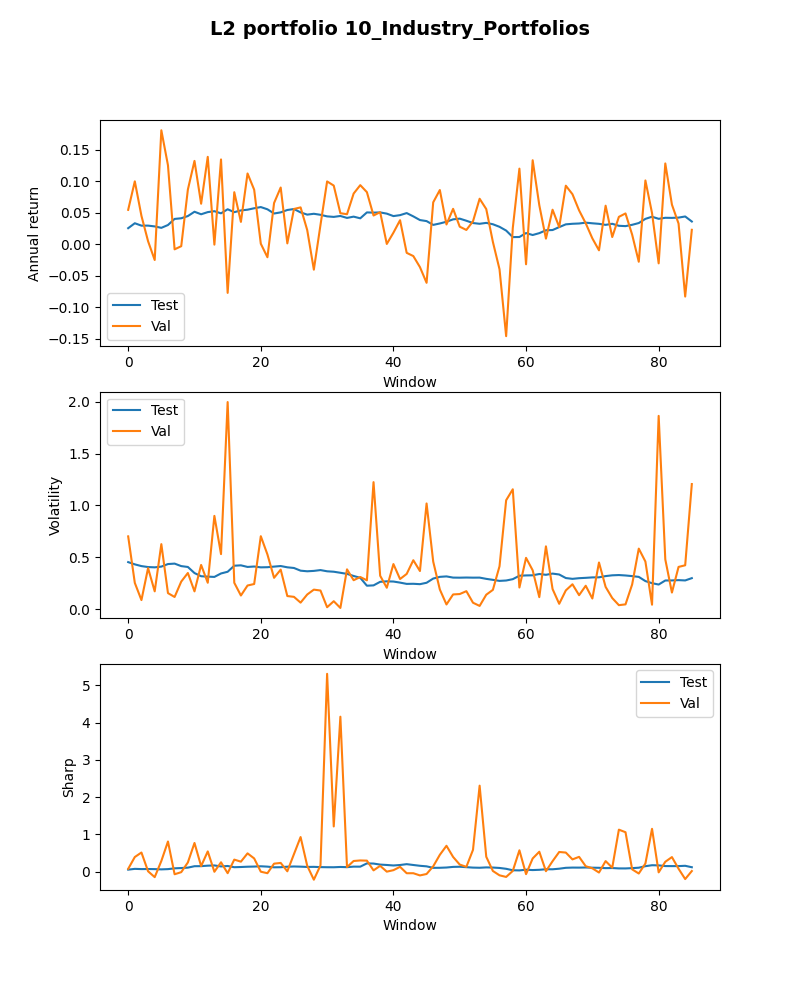 L2 portfolio 10_Industry_Portfolios
0.15
0.10
0.05
0.00
−0.05
−0.10
−0.15
Annual return
Test
Val
0 20 40 60 80
Window
2.0
1.5
1.0
0.5
0.0
Volatility
Test
Val
0 20 40 60 80
Window
5
4
3
2
1
0
Sharp
Test
Val
0 20 40 60 80
Window